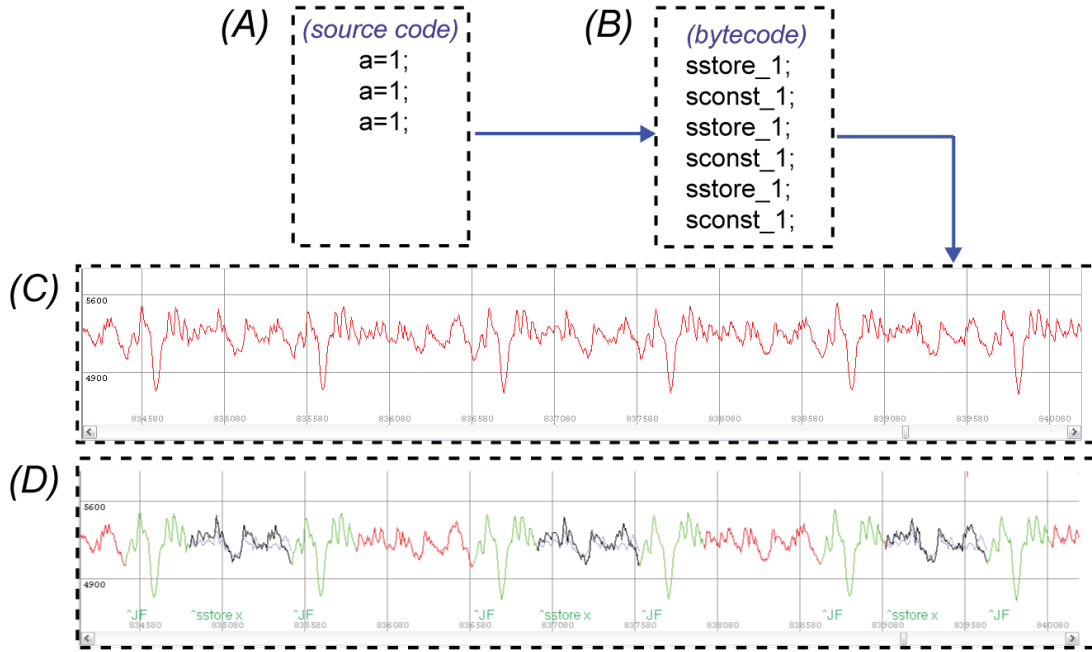 (A)
(source code)
a=1;
a=1;
a=1;
(B)
(bytecode)
sstore_1;
sconst_1;
sstore_1;
sconst_1;
sstore_1;
sconst_1;
(C)
5600
4900
834580 835080 835580 836080 836580 837080 837580 838080 838580 839080 839580 840080
(D)
5600
4900
^JF ^sstore x ^JF ^JF ^sstore x ^JF ^JF ^sstore x ^JF
834580 835080 835580 836080 836580 837080 837580 838080 838580 839080 839580 840080